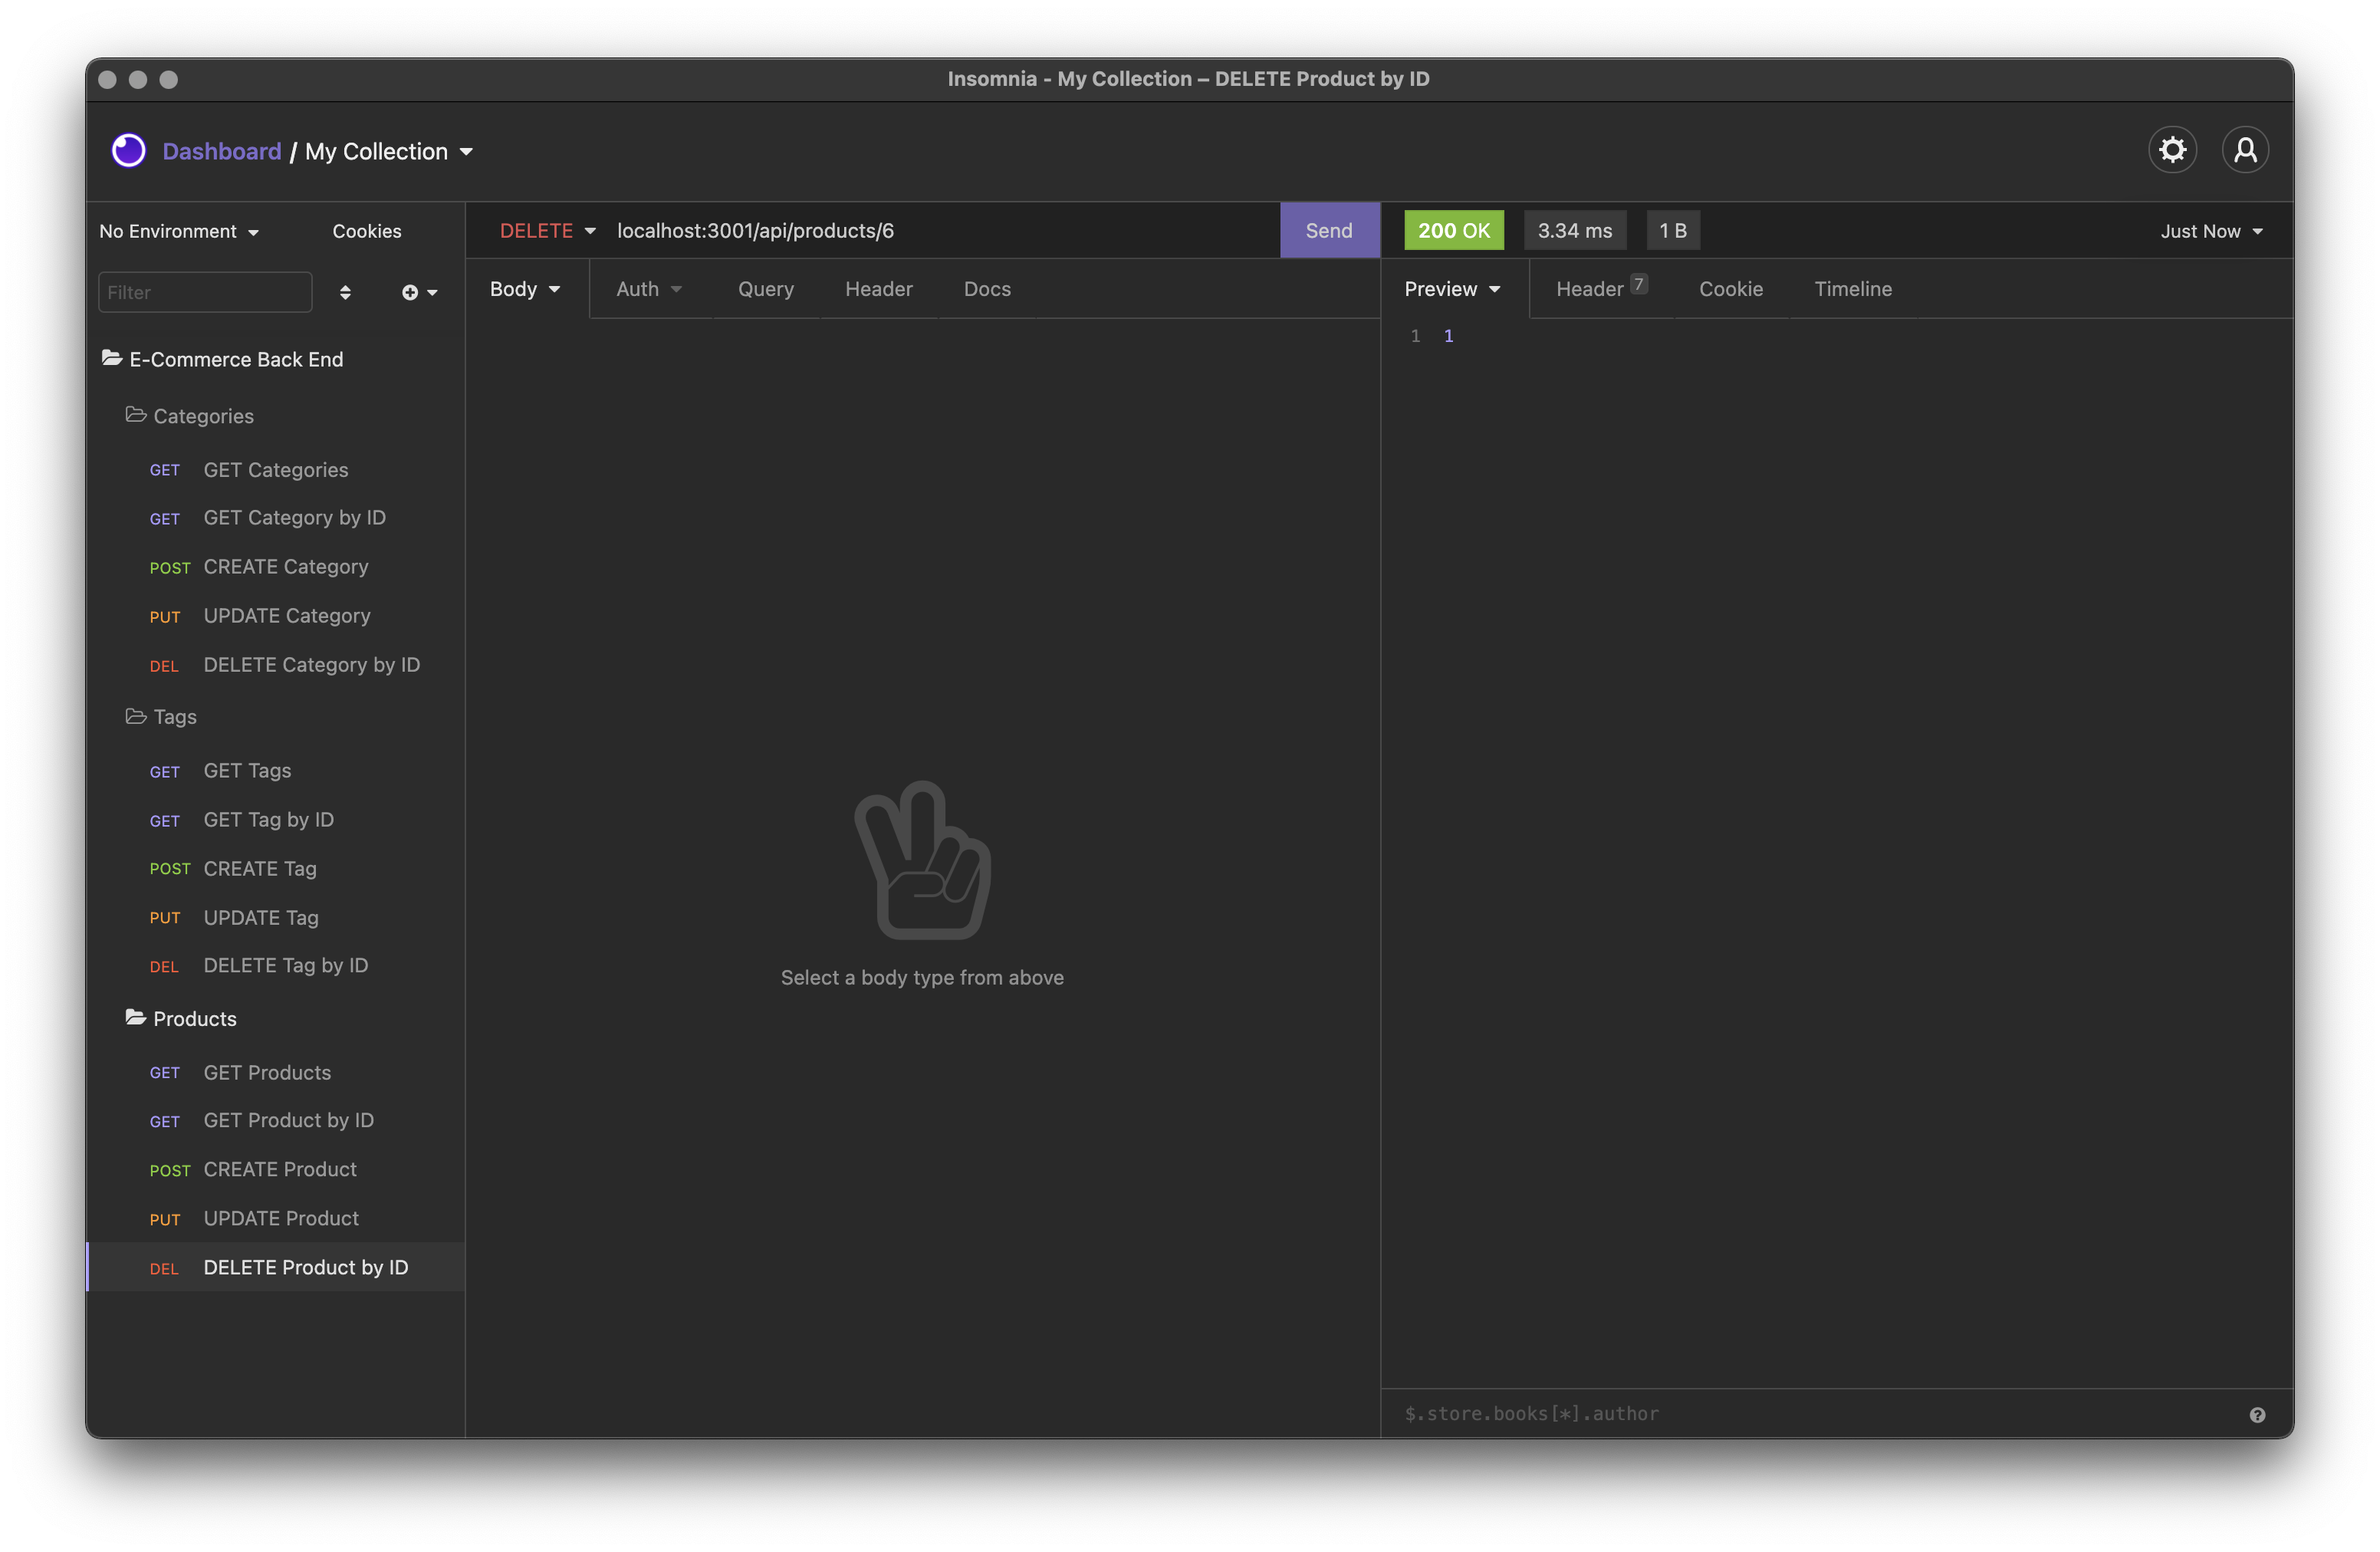 Insomnia - My Collection – DELETE Product by ID
Dashboard / My Collection
No Environment
Cookies
DELETE
localhost:3001/api/products/6
Send
200 OK
3.34 ms
1 B
Just Now
Filter
Body
Auth
Query
Header
Docs
Preview
Header 7
Cookie
Timeline
1 1
E-Commerce Back End
Categories
GET GET Categories
GET GET Category by ID
POST CREATE Category
PUT UPDATE Category
DEL DELETE Category by ID
Tags
GET GET Tags
GET GET Tag by ID
POST CREATE Tag
PUT UPDATE Tag
DEL DELETE Tag by ID
Products
GET GET Products
GET GET Product by ID
POST CREATE Product
PUT UPDATE Product
DEL DELETE Product by ID
Select a body type from above
$.store.books[*].author